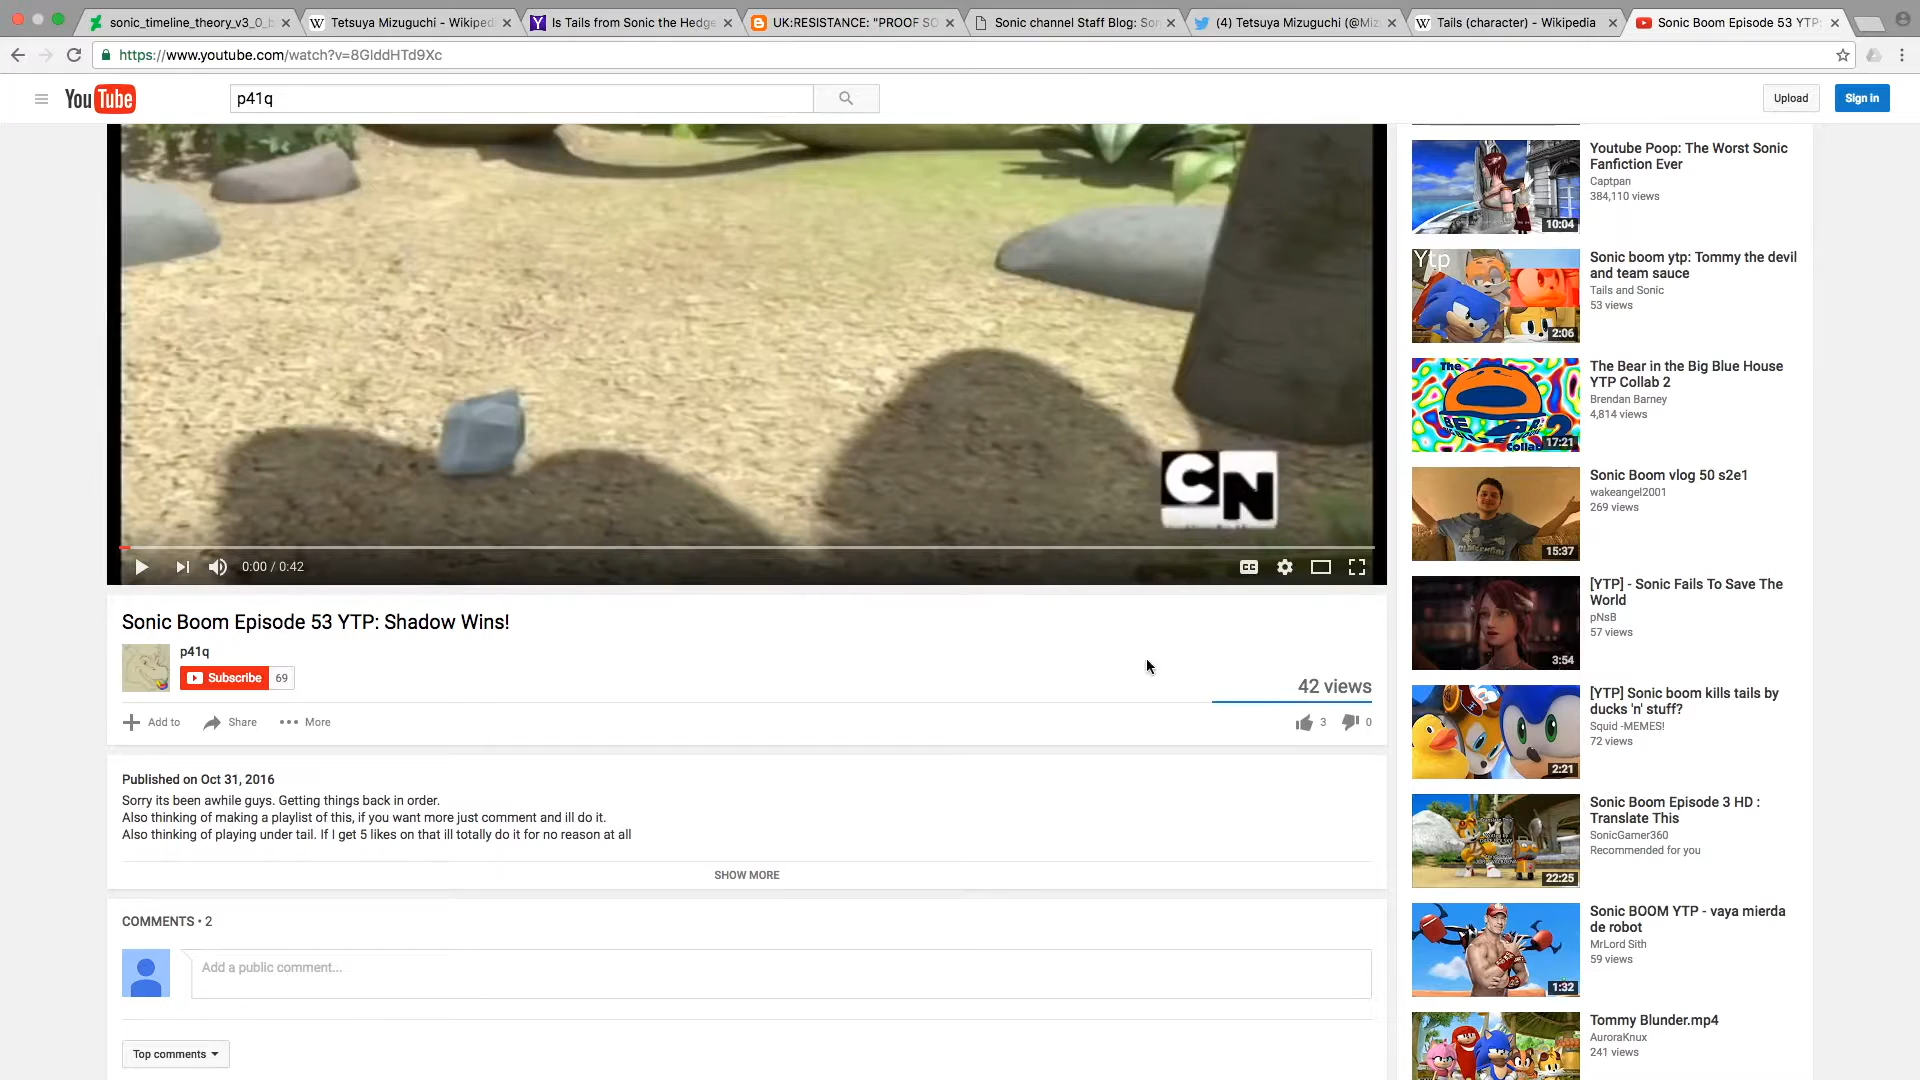 sonic_timeline_theory_v3_0_b
Tetsuya Mizuguchi - Wikiped
Is Tails from Sonic the Hedge
UK:RESISTANCE: "PROOF SO
Sonic channel Staff Blog: Son
(4) Tetsuya Mizuguchi (@Miz
Tails (character) - Wikipedia
Sonic Boom Episode 53 YTP:
https://www.youtube.com/watch?v=8GlddHTd9Xc
YouTube
p41q
Upload
Sign in
CN
0:00 / 0:42
CC
Sonic Boom Episode 53 YTP: Shadow Wins!
p41q
Subscribe 69
42 views
Add to
Share
More
3
0
Published on Oct 31, 2016
Sorry its been awhile guys. Getting things back in order.
Also thinking of making a playlist of this, if you want more just comment and ill do it.
Also thinking of playing under tail. If I get 5 likes on that ill totally do it for no reason at all
SHOW MORE
COMMENTS • 2
Add a public comment...
Top comments
Youtube Poop: The Worst Sonic
Fanfiction Ever
Captpan
384,110 views
10:04
Ytp
Sonic boom ytp: Tommy the devil
and team sauce
Tails and Sonic
53 views
2:06
The
Collab
17:21
The Bear in the Big Blue House
YTP Collab 2
Brendan Barney
4,814 views
Sonic Boom vlog 50 s2e1
wakeangel2001
269 views
15:37
[YTP] - Sonic Fails To Save The
World
pNsB
57 views
3:54
[YTP] Sonic boom kills tails by
ducks 'n' stuff?
Squid -MEMES!
72 views
2:21
Sonic Boom Episode 3 HD :
Translate This
SonicGamer360
Recommended for you
22:25
Sonic BOOM YTP - vaya mierda
de robot
MrLord Sith
59 views
1:32
Tommy Blunder.mp4
AuroraKnux
241 views